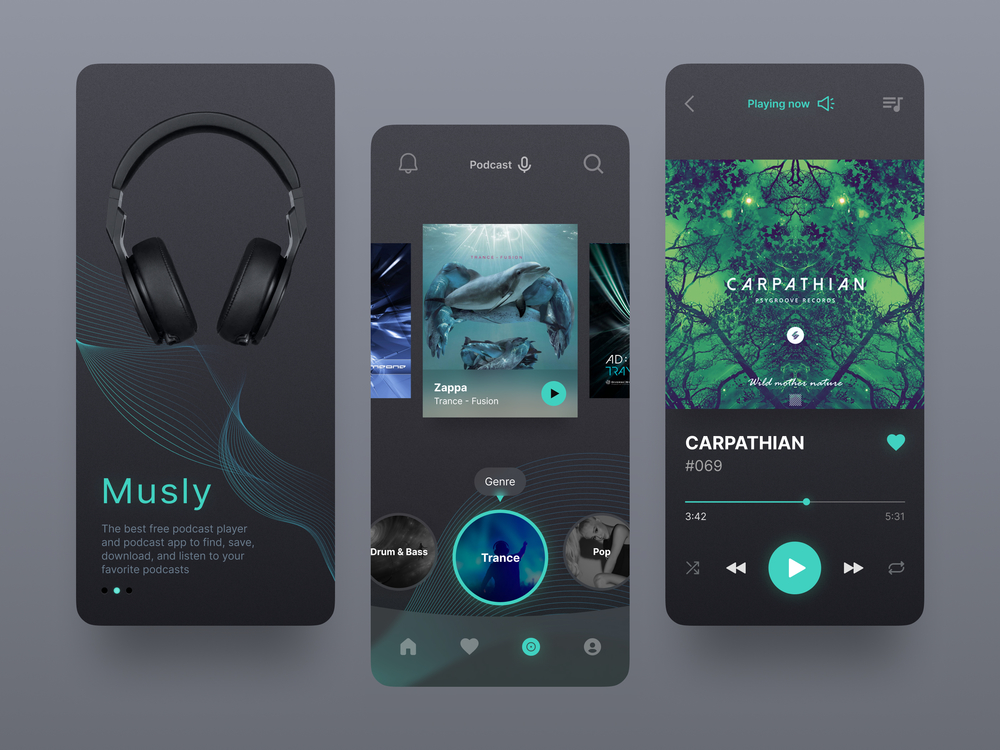 Musly
The best free podcast player
and podcast app to find, save,
download, and listen to your
favorite podcasts
Podcast
ZAPPA
TRANCE - FUSION
AD:
TRAN
Zappa
Trance - Fusion
Genre
Drum & Bass
Trance
Pop
Playing now
CARPATHIAN
PSYGROOVE RECORDS
Wild mother nature
CARPATHIAN
#069
3:42
5:31